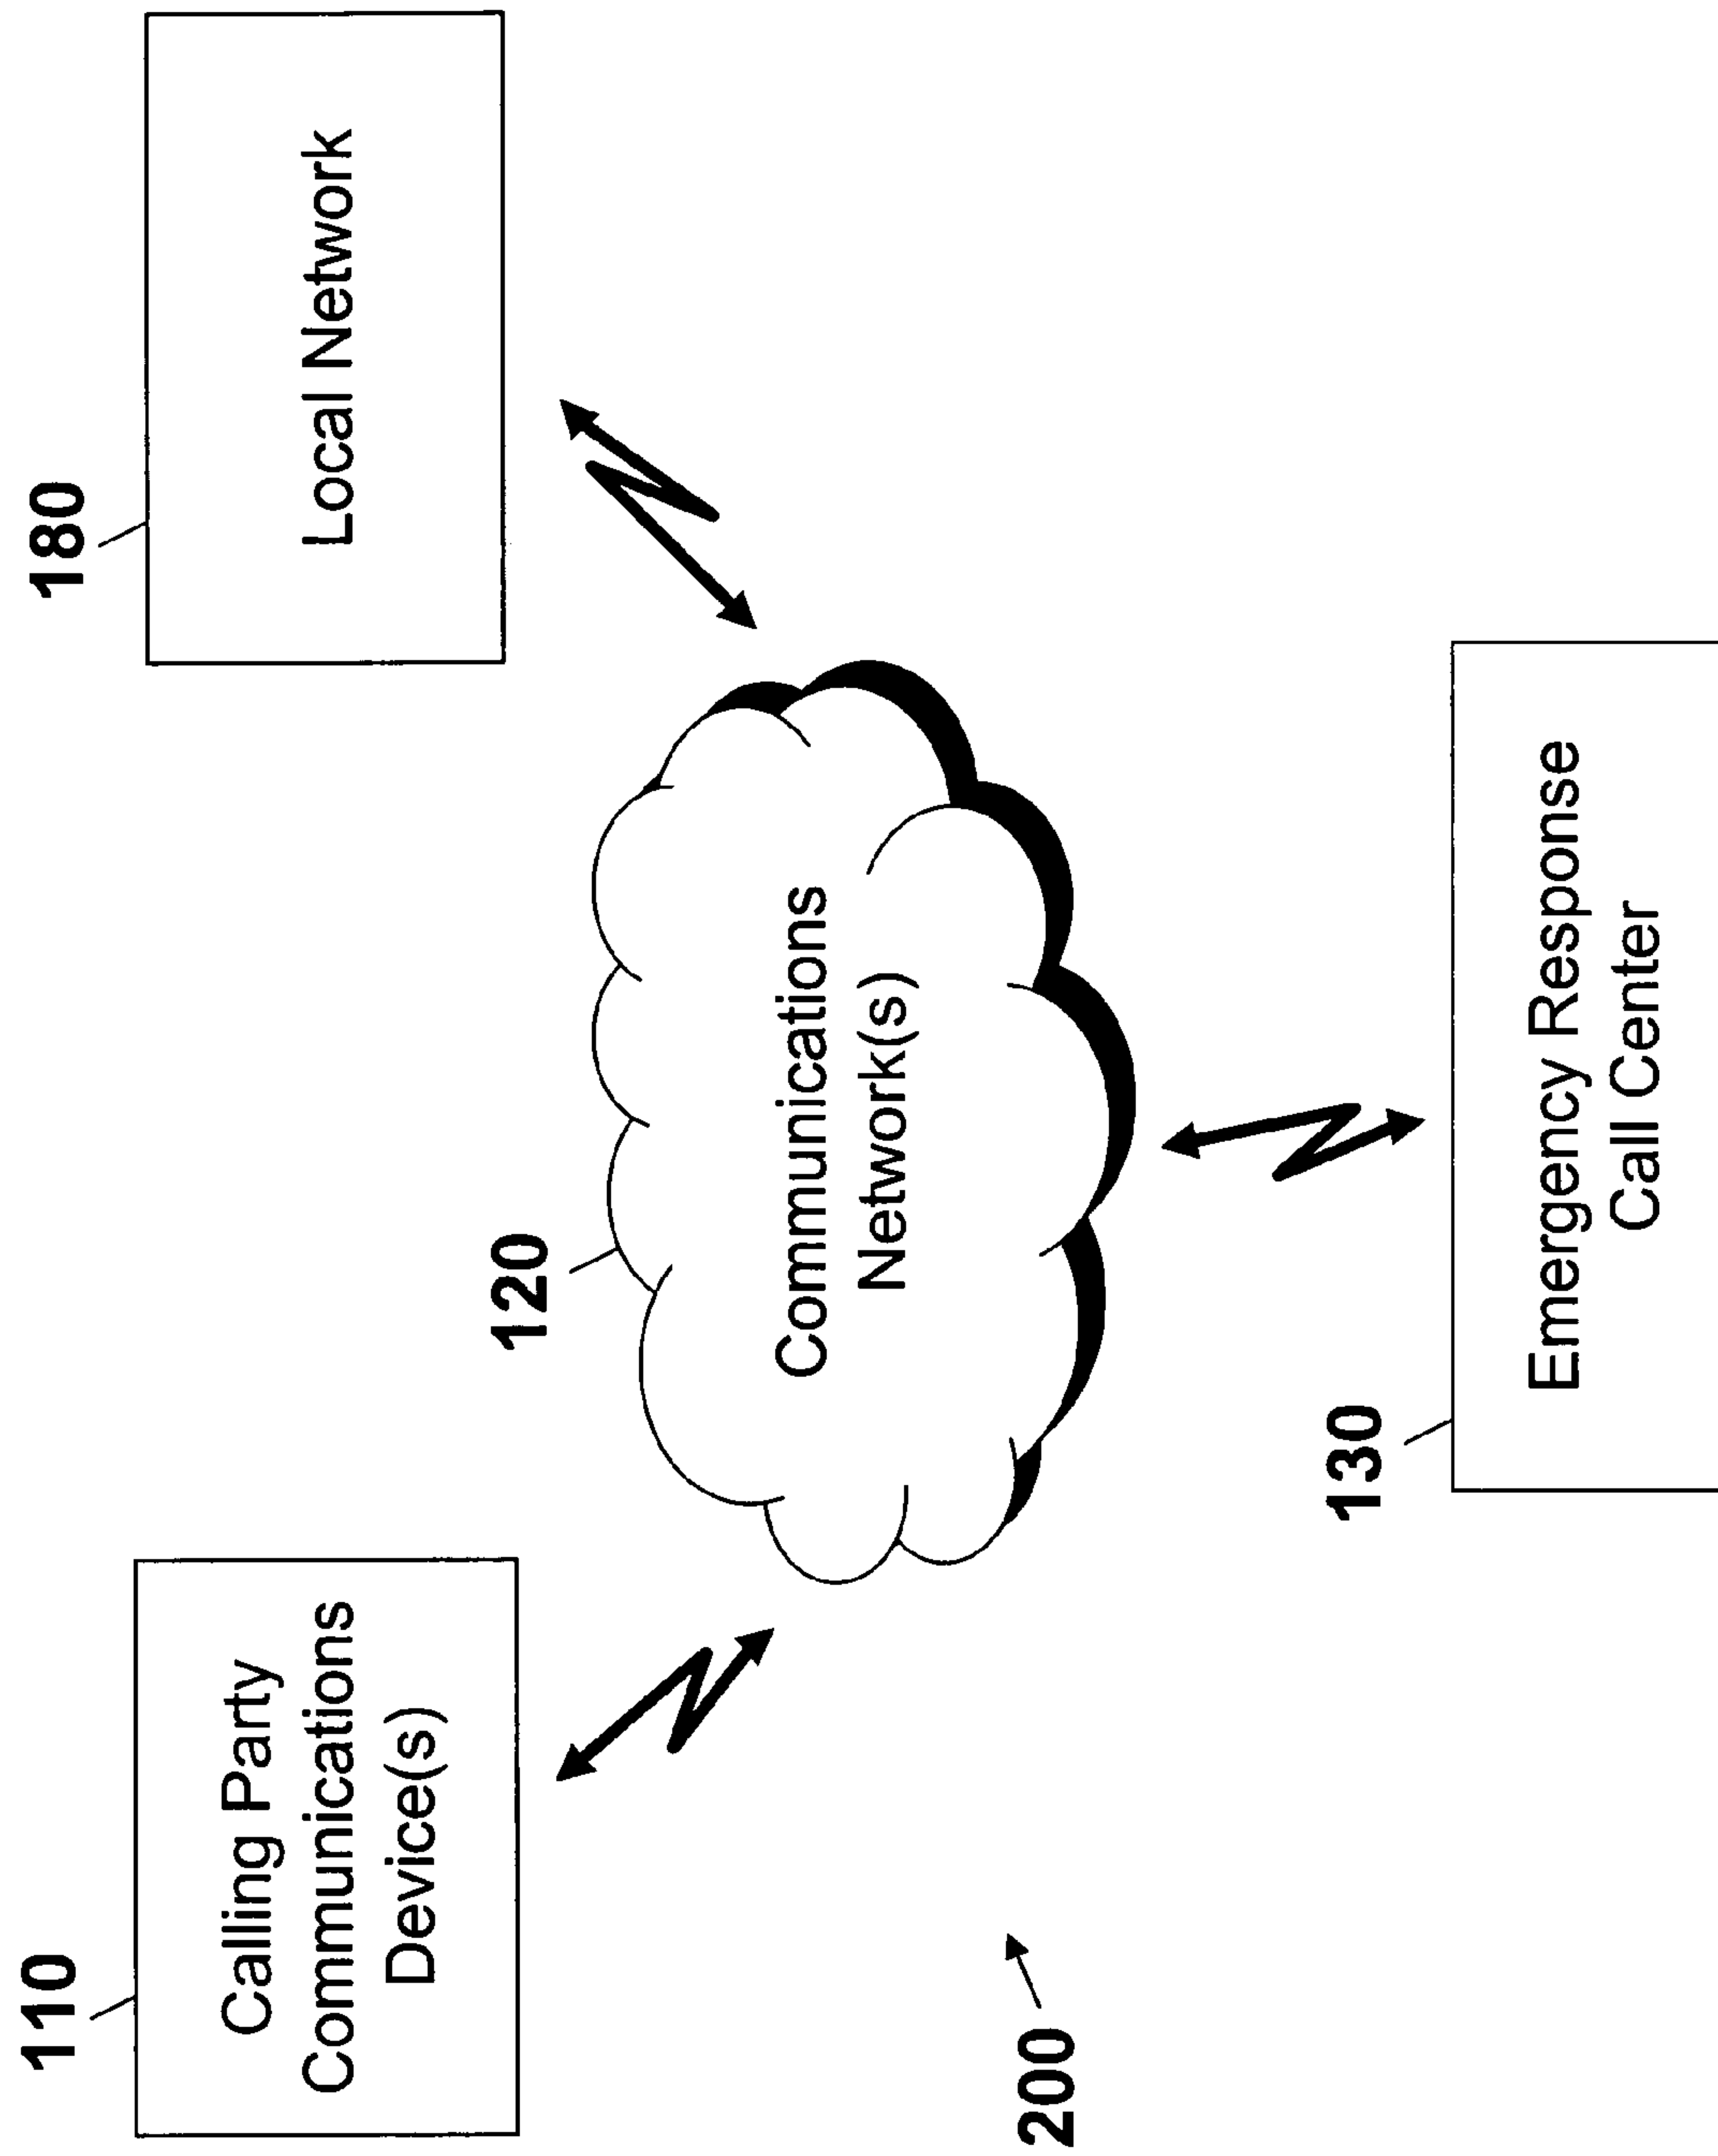 110
Calling Party
Communications
Device(s)
180
Local Network
120
Communications
Network(s)
130
Emergency Response
Call Center
200